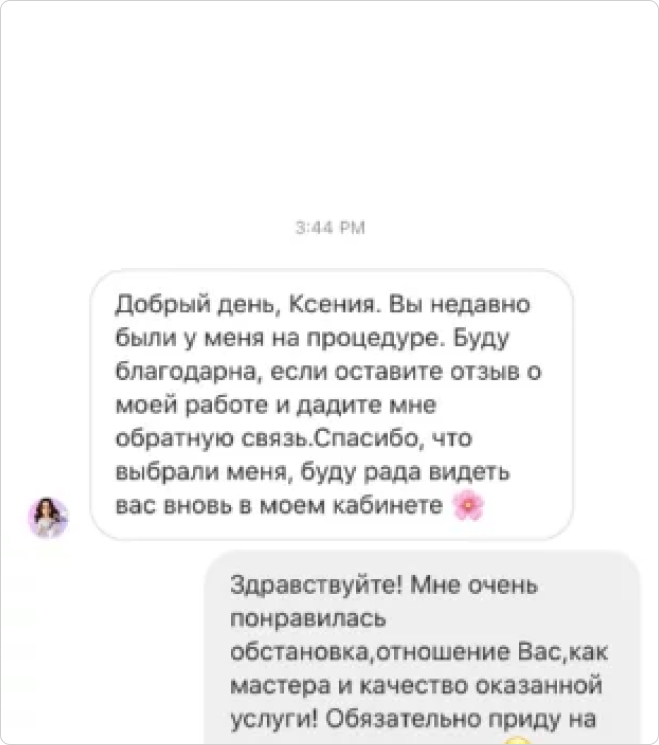 3:44 PM
Добрый день, Ксения. Вы недавно
были у меня на процедуре. Буду
благодарна, если оставите отзыв о
моей работе и дадите мне
обратную связь.Спасибо, что
выбрали меня, буду рада видеть
вас вновь в моем кабинете 🌸
Здравствуйте! Мне очень
понравилась
обстановка,отношение Вас,как
мастера и качество оказанной
услуги! Обязательно приду на